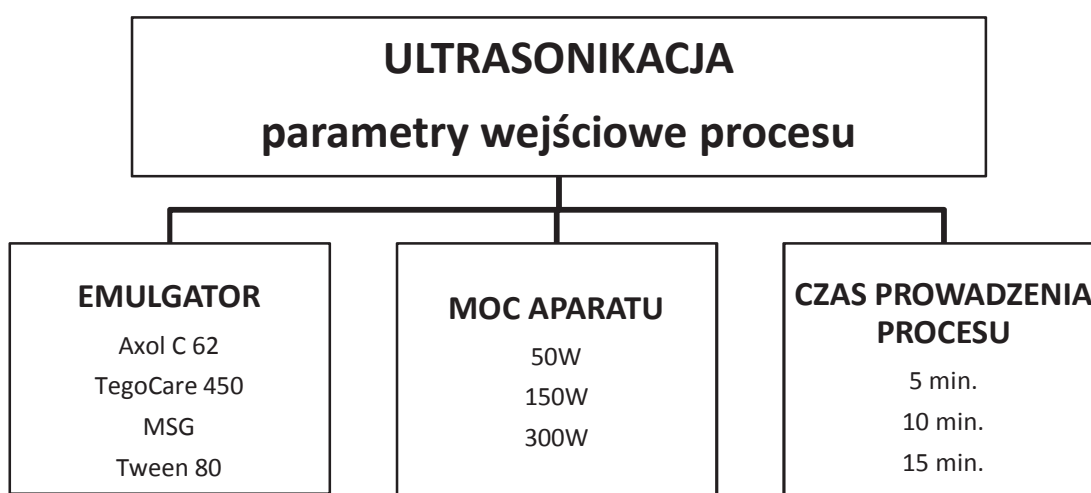 ULTRASONIKACJA
parametry wejściowe procesu
EMULGATOR
Axol C 62
TegoCare 450
MSG
Tween 80
MOC APARATU
50W
150W
300W
CZAS PROWADZENIA
PROCESU
5 min.
10 min.
15 min.